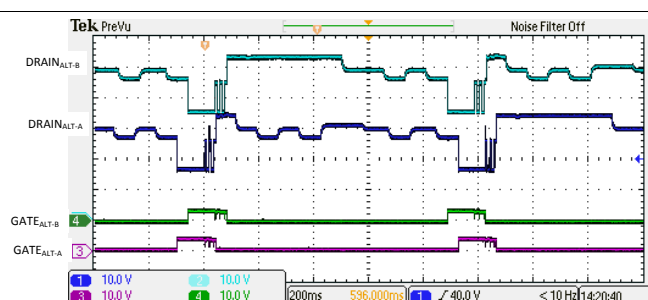 Tek PreVu Noise Filter Off
T
T
DRAINALT-B
DRAINALT-A
GATEALT-B
4
GATEALT-A
3
1 10.0 V 2 10.0 V
3 10.0 V 4 10.0 V
200ms 596.000ms 1 40.0 V < 10 Hz 14:20:40